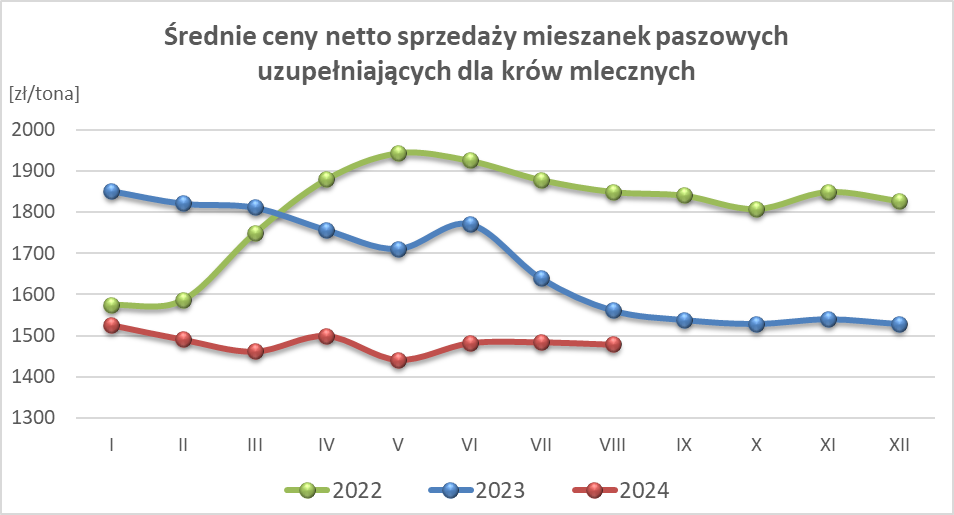 Średnie ceny netto sprzedaży mieszanek paszowych
uzupełniających dla krów mlecznych
[zł/tona]
2000
1900
1800
1700
1600
1500
1400
1300
I II III IV V VI VII VIII IX X XI XII
2022 2023 2024